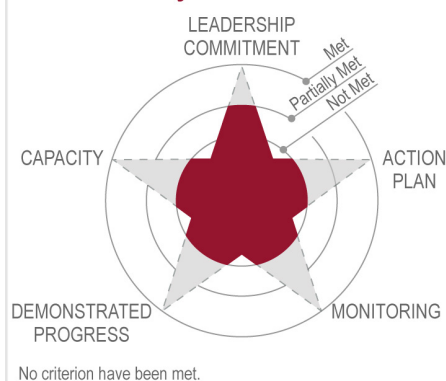 LEADERSHIP
COMMITMENT
Met
Partially Met
Not Met
CAPACITY
ACTION
PLAN
DEMONSTRATED
PROGRESS
MONITORING
No criterion have been met.